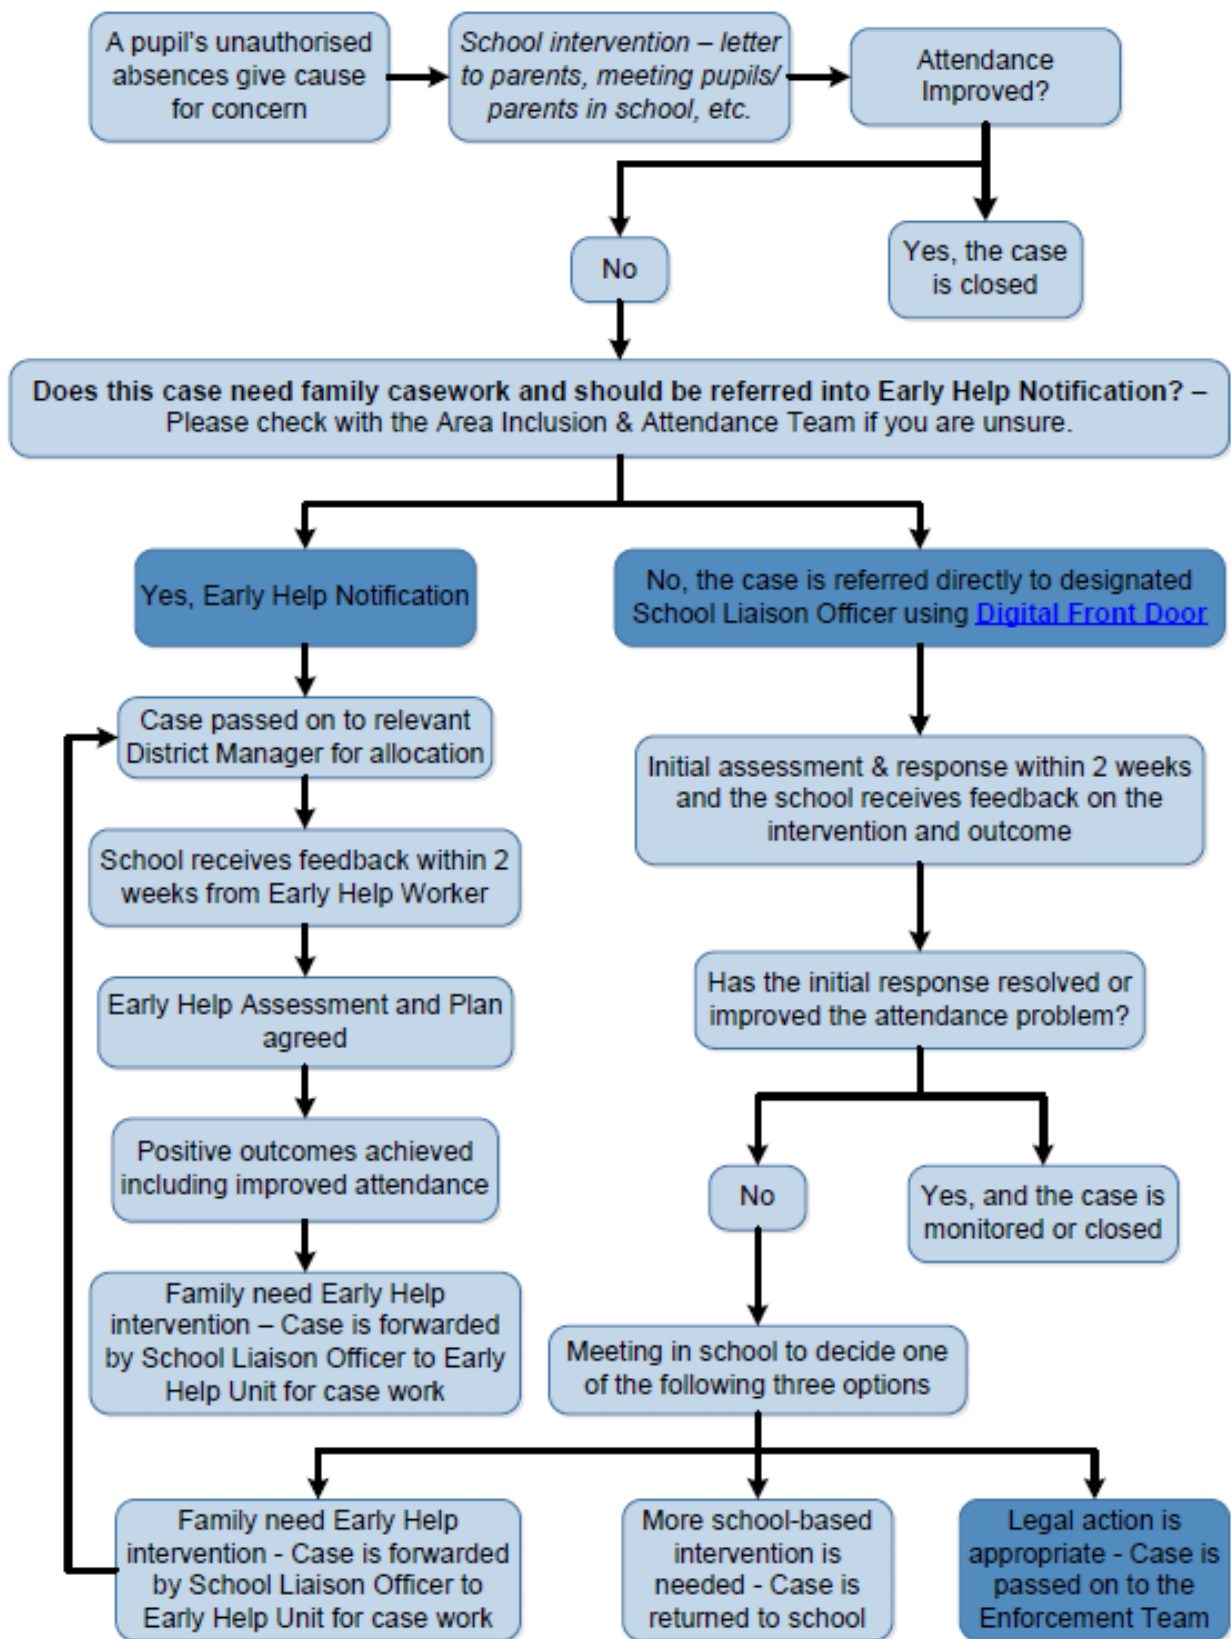 A pupil's unauthorised
absences give cause
for concern
School intervention – letter
to parents, meeting pupils/
parents in school, etc.
Attendance
Improved?
No
Yes, the case
is closed
Does this case need family casework and should be referred into Early Help Notification? –
Please check with the Area Inclusion & Attendance Team if you are unsure.
Yes, Early Help Notification
No, the case is referred directly to designated
School Liaison Officer using Digital Front Door
Case passed on to relevant
District Manager for allocation
School receives feedback within 2
weeks from Early Help Worker
Early Help Assessment and Plan
agreed
Positive outcomes achieved
including improved attendance
Family need Early Help
intervention – Case is forwarded
by School Liaison Officer to Early
Help Unit for case work
Initial assessment & response within 2 weeks
and the school receives feedback on the
intervention and outcome
Has the initial response resolved or
improved the attendance problem?
No
Yes, and the case is
monitored or closed
Meeting in school to decide one
of the following three options
Family need Early Help
intervention - Case is forwarded
by School Liaison Officer to
Early Help Unit for case work
More school-based
intervention is
needed - Case is
returned to school
Legal action is
appropriate - Case is
passed on to the
Enforcement Team